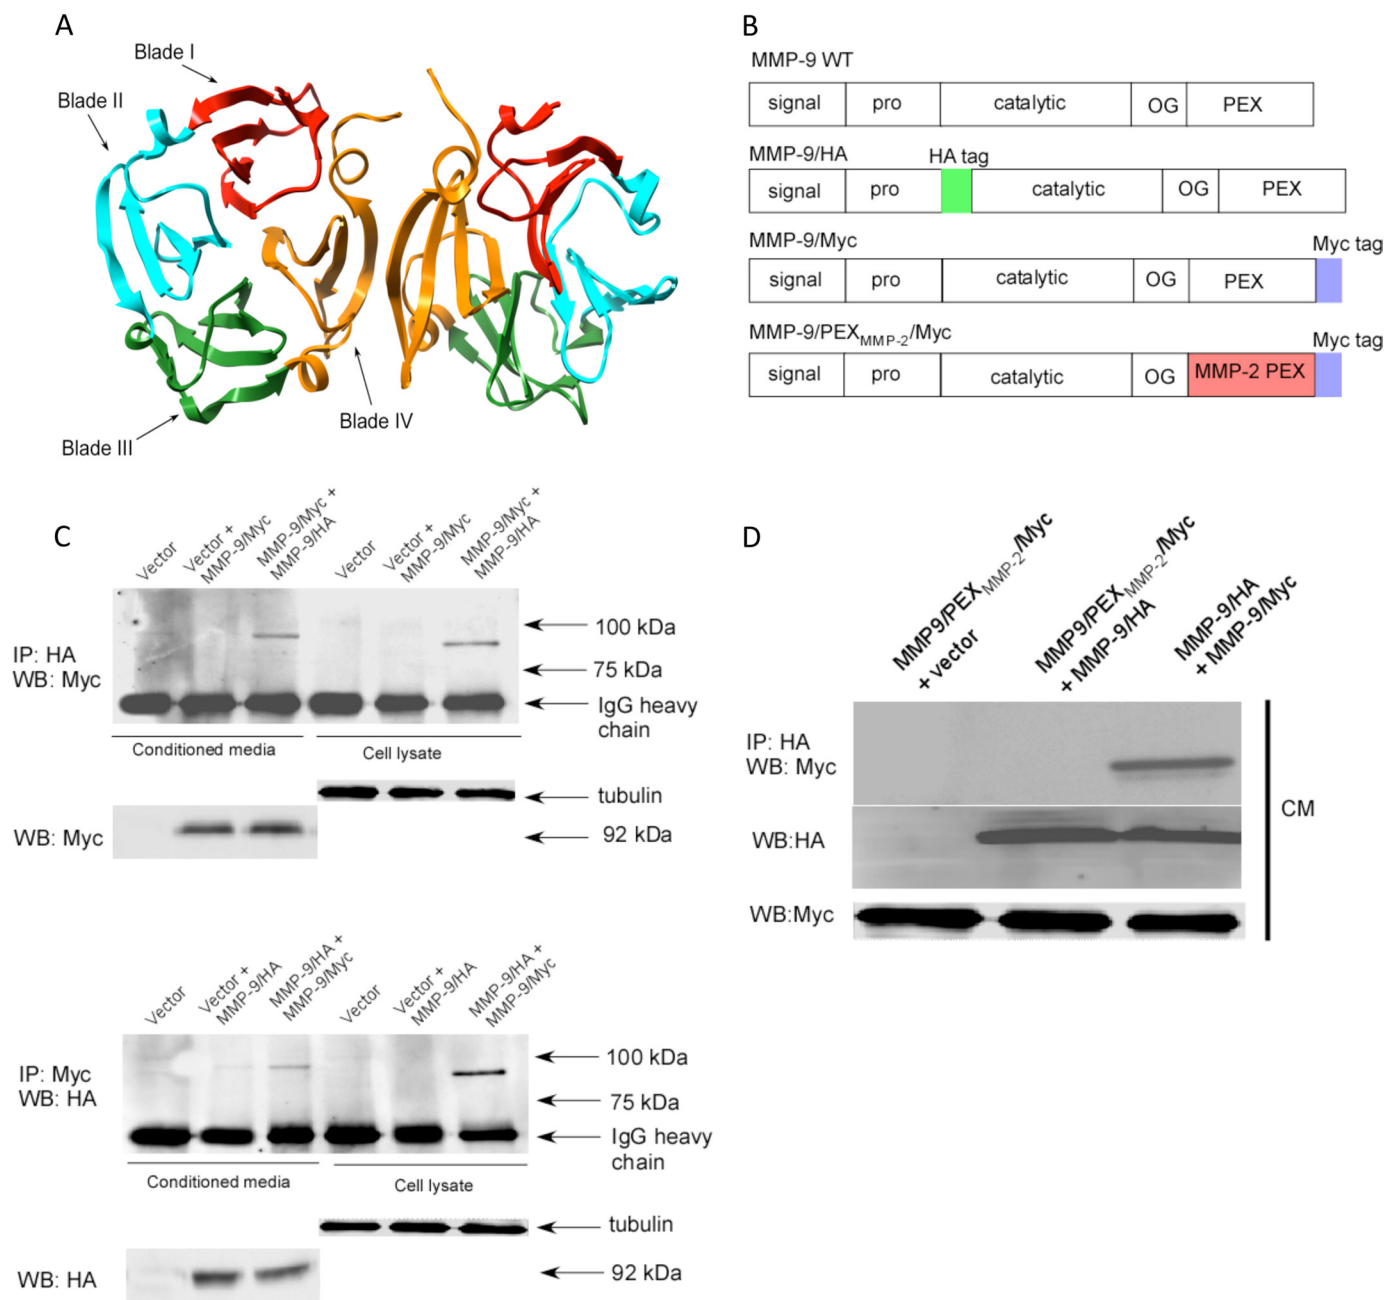 A
Blade I
Blade II
Blade III
Blade IV
B
MMP-9 WT
signal pro catalytic OG PEX
MMP-9/HA HA tag
signal pro catalytic OG PEX
MMP-9/Myc Myc tag
signal pro catalytic OG PEX
MMP-9/PEXMMP-2/Myc Myc tag
signal pro catalytic OG MMP-2 PEX
C
Vector
Vector +
MMP-9/Myc
MMP-9/Myc +
MMP-9/HA
Vector
Vector +
MMP-9/Myc
MMP-9/Myc +
MMP-9/HA
IP: HA
WB: Myc
100 kDa
75 kDa
IgG heavy
chain
Conditioned media
Cell lysate
tubulin
WB: Myc
92 kDa
Vector
Vector +
MMP-9/HA
MMP-9/HA +
MMP-9/Myc
Vector
Vector +
MMP-9/HA
MMP-9/HA +
MMP-9/Myc
IP: Myc
WB: HA
100 kDa
75 kDa
IgG heavy
chain
Conditioned media
Cell lysate
tubulin
WB: HA
92 kDa
D
MMP9/PEXMMP-2/Myc
+ vector
MMP9/PEXMMP-2/Myc
+ MMP-9/HA
MMP-9/HA
+ MMP-9/Myc
IP: HA
WB: Myc
WB:HA
WB:Myc
CM